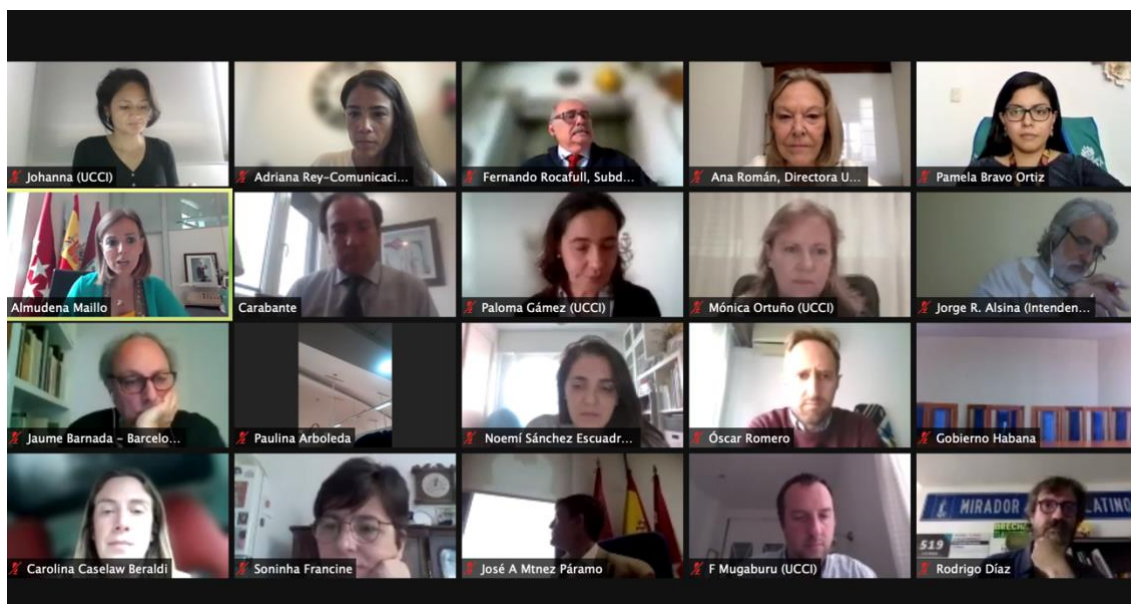 Johanna (UCCI)
Adriana Rey-Comunicaci...
Fernando Rocafull, Subd...
Ana Román, Directora U...
Pamela Bravo Ortiz
Almudena Maillo
Carabante
Paloma Gámez (UCCI)
Mónica Ortuño (UCCI)
Jorge R. Alsina (Intenden...
Jaume Barnada – Barcelo...
Paulina Arboleda
Noemí Sánchez Escuadr...
Óscar Romero
Gobierno Habana
MIRADOR
LATINO
519
Carolina Caselaw Beraldi
Soninha Francine
José A Mtnez Páramo
F Mugaburu (UCCI)
Rodrigo Díaz